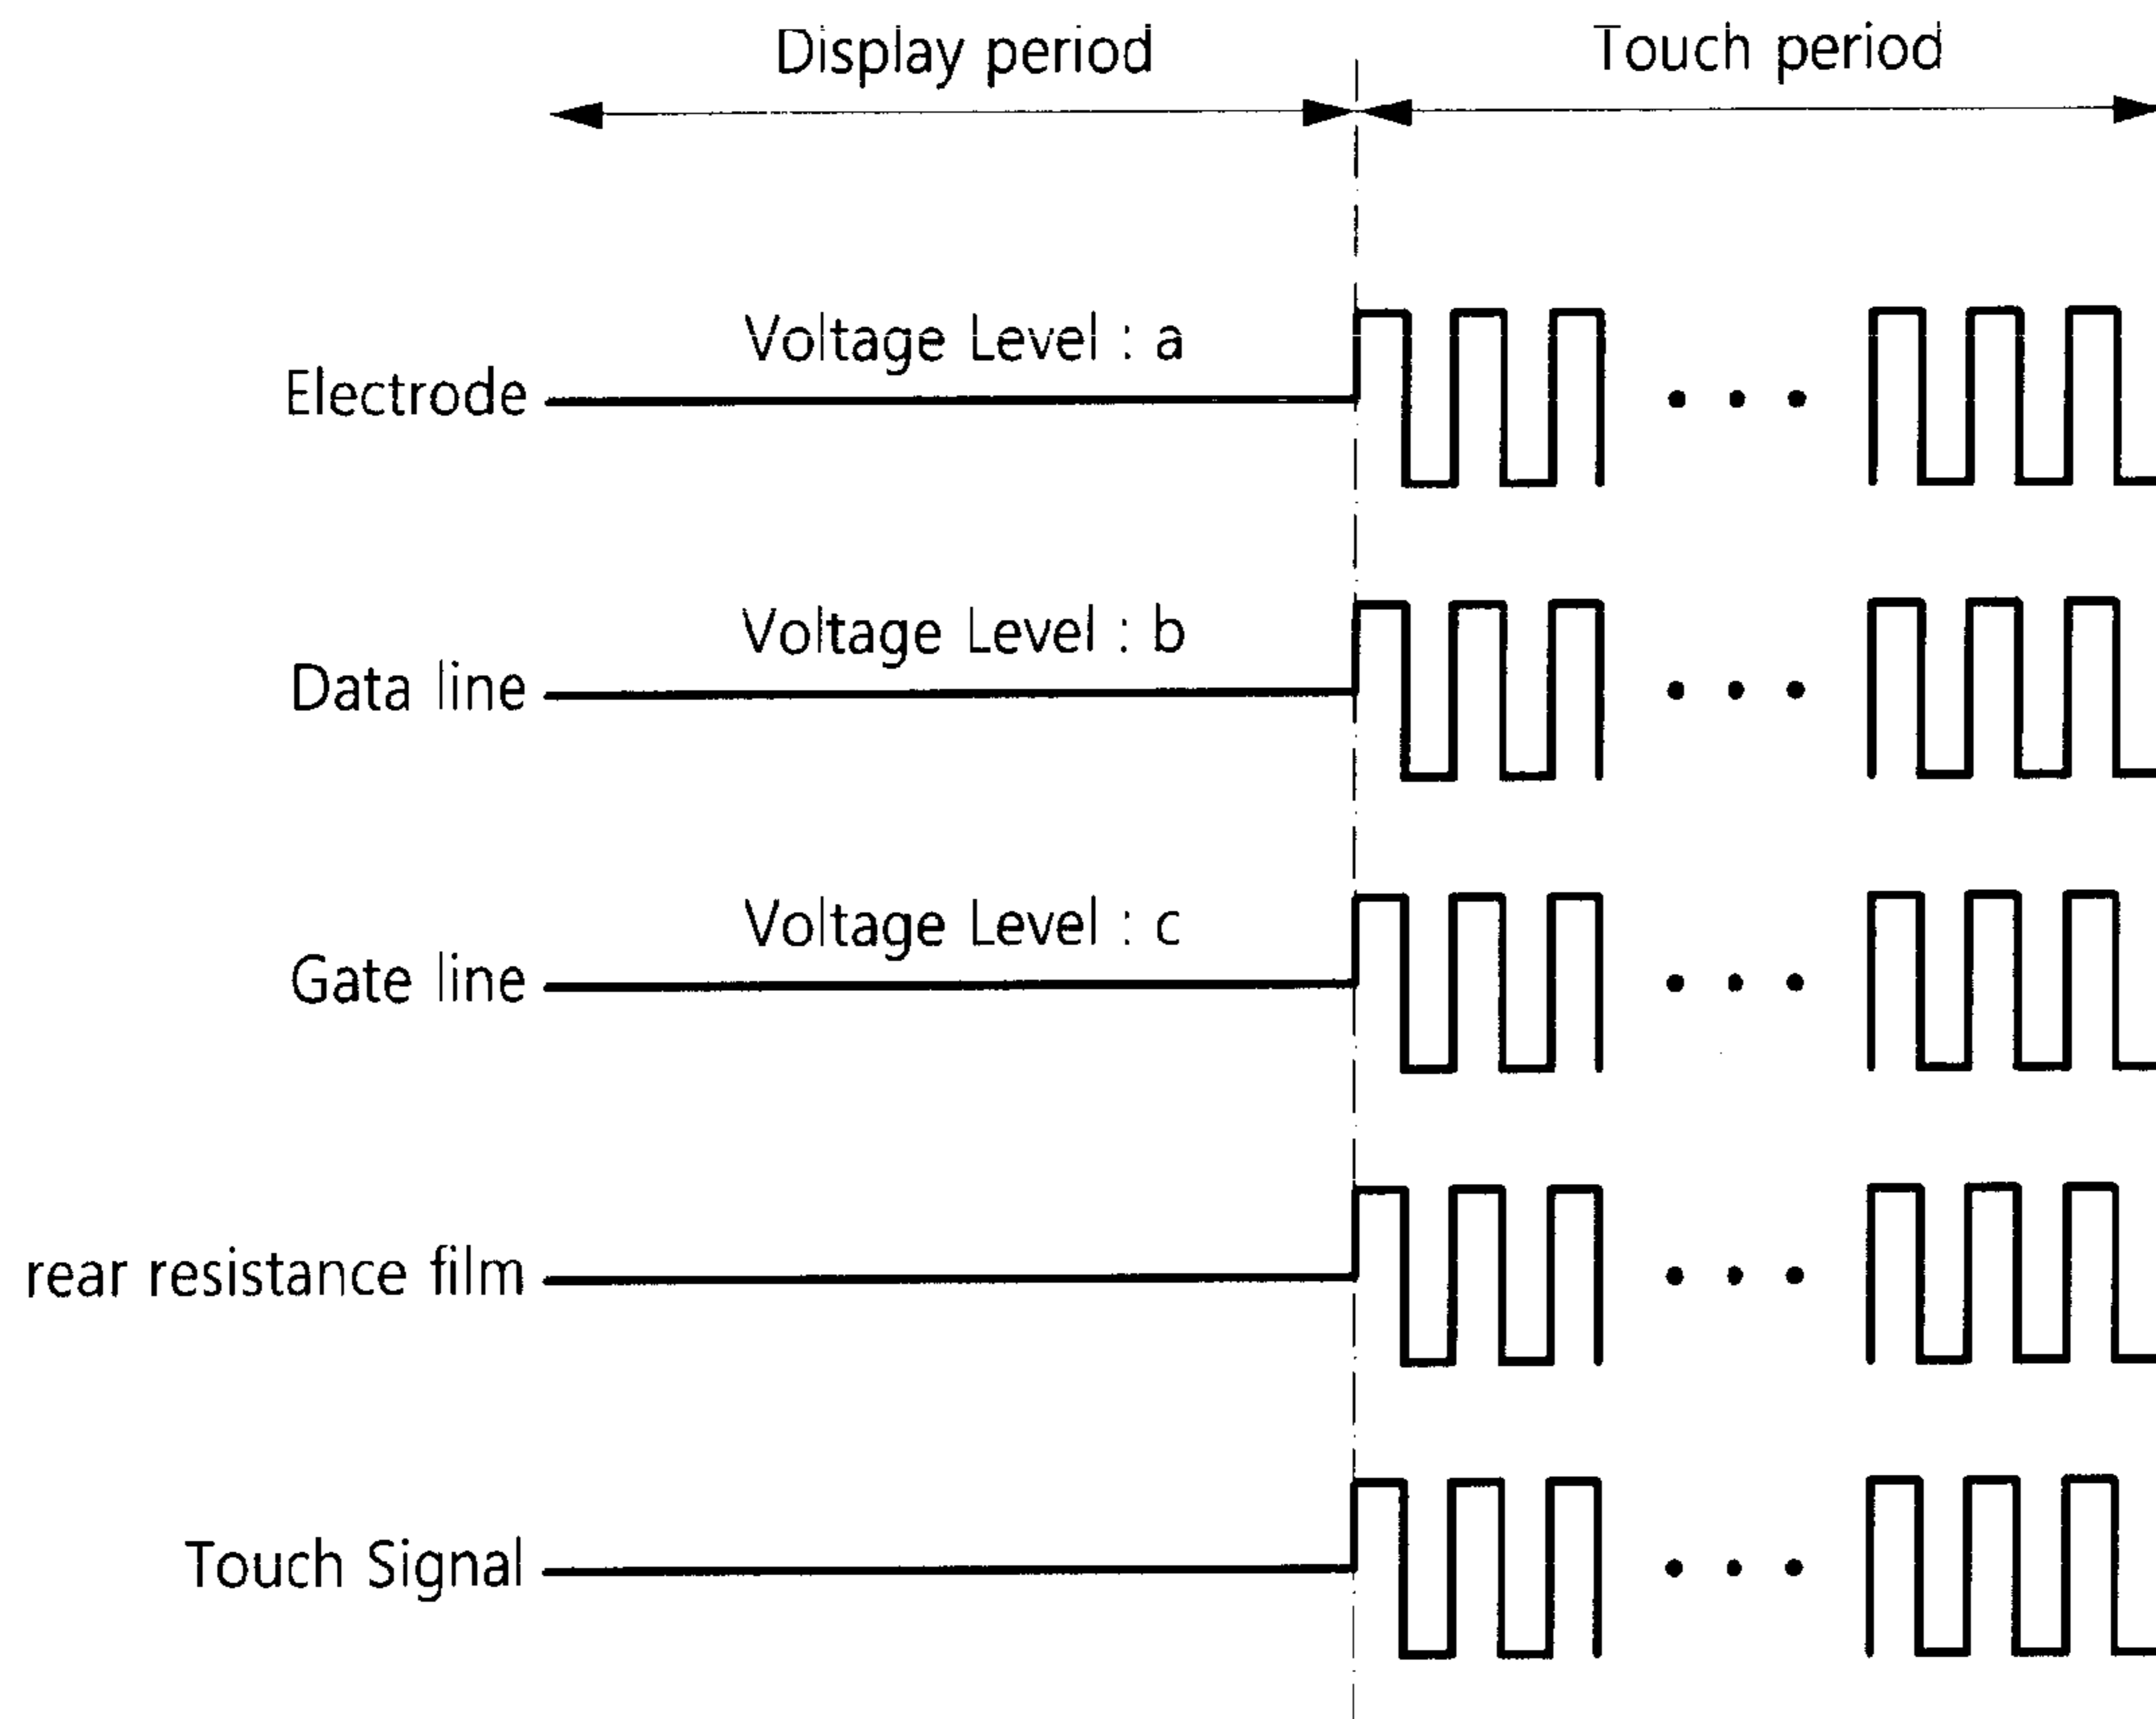 Display period
Touch period
Voltage Level : a
Electrode
Voltage Level : b
Data line
Voltage Level : c
Gate line
rear resistance film
Touch Signal